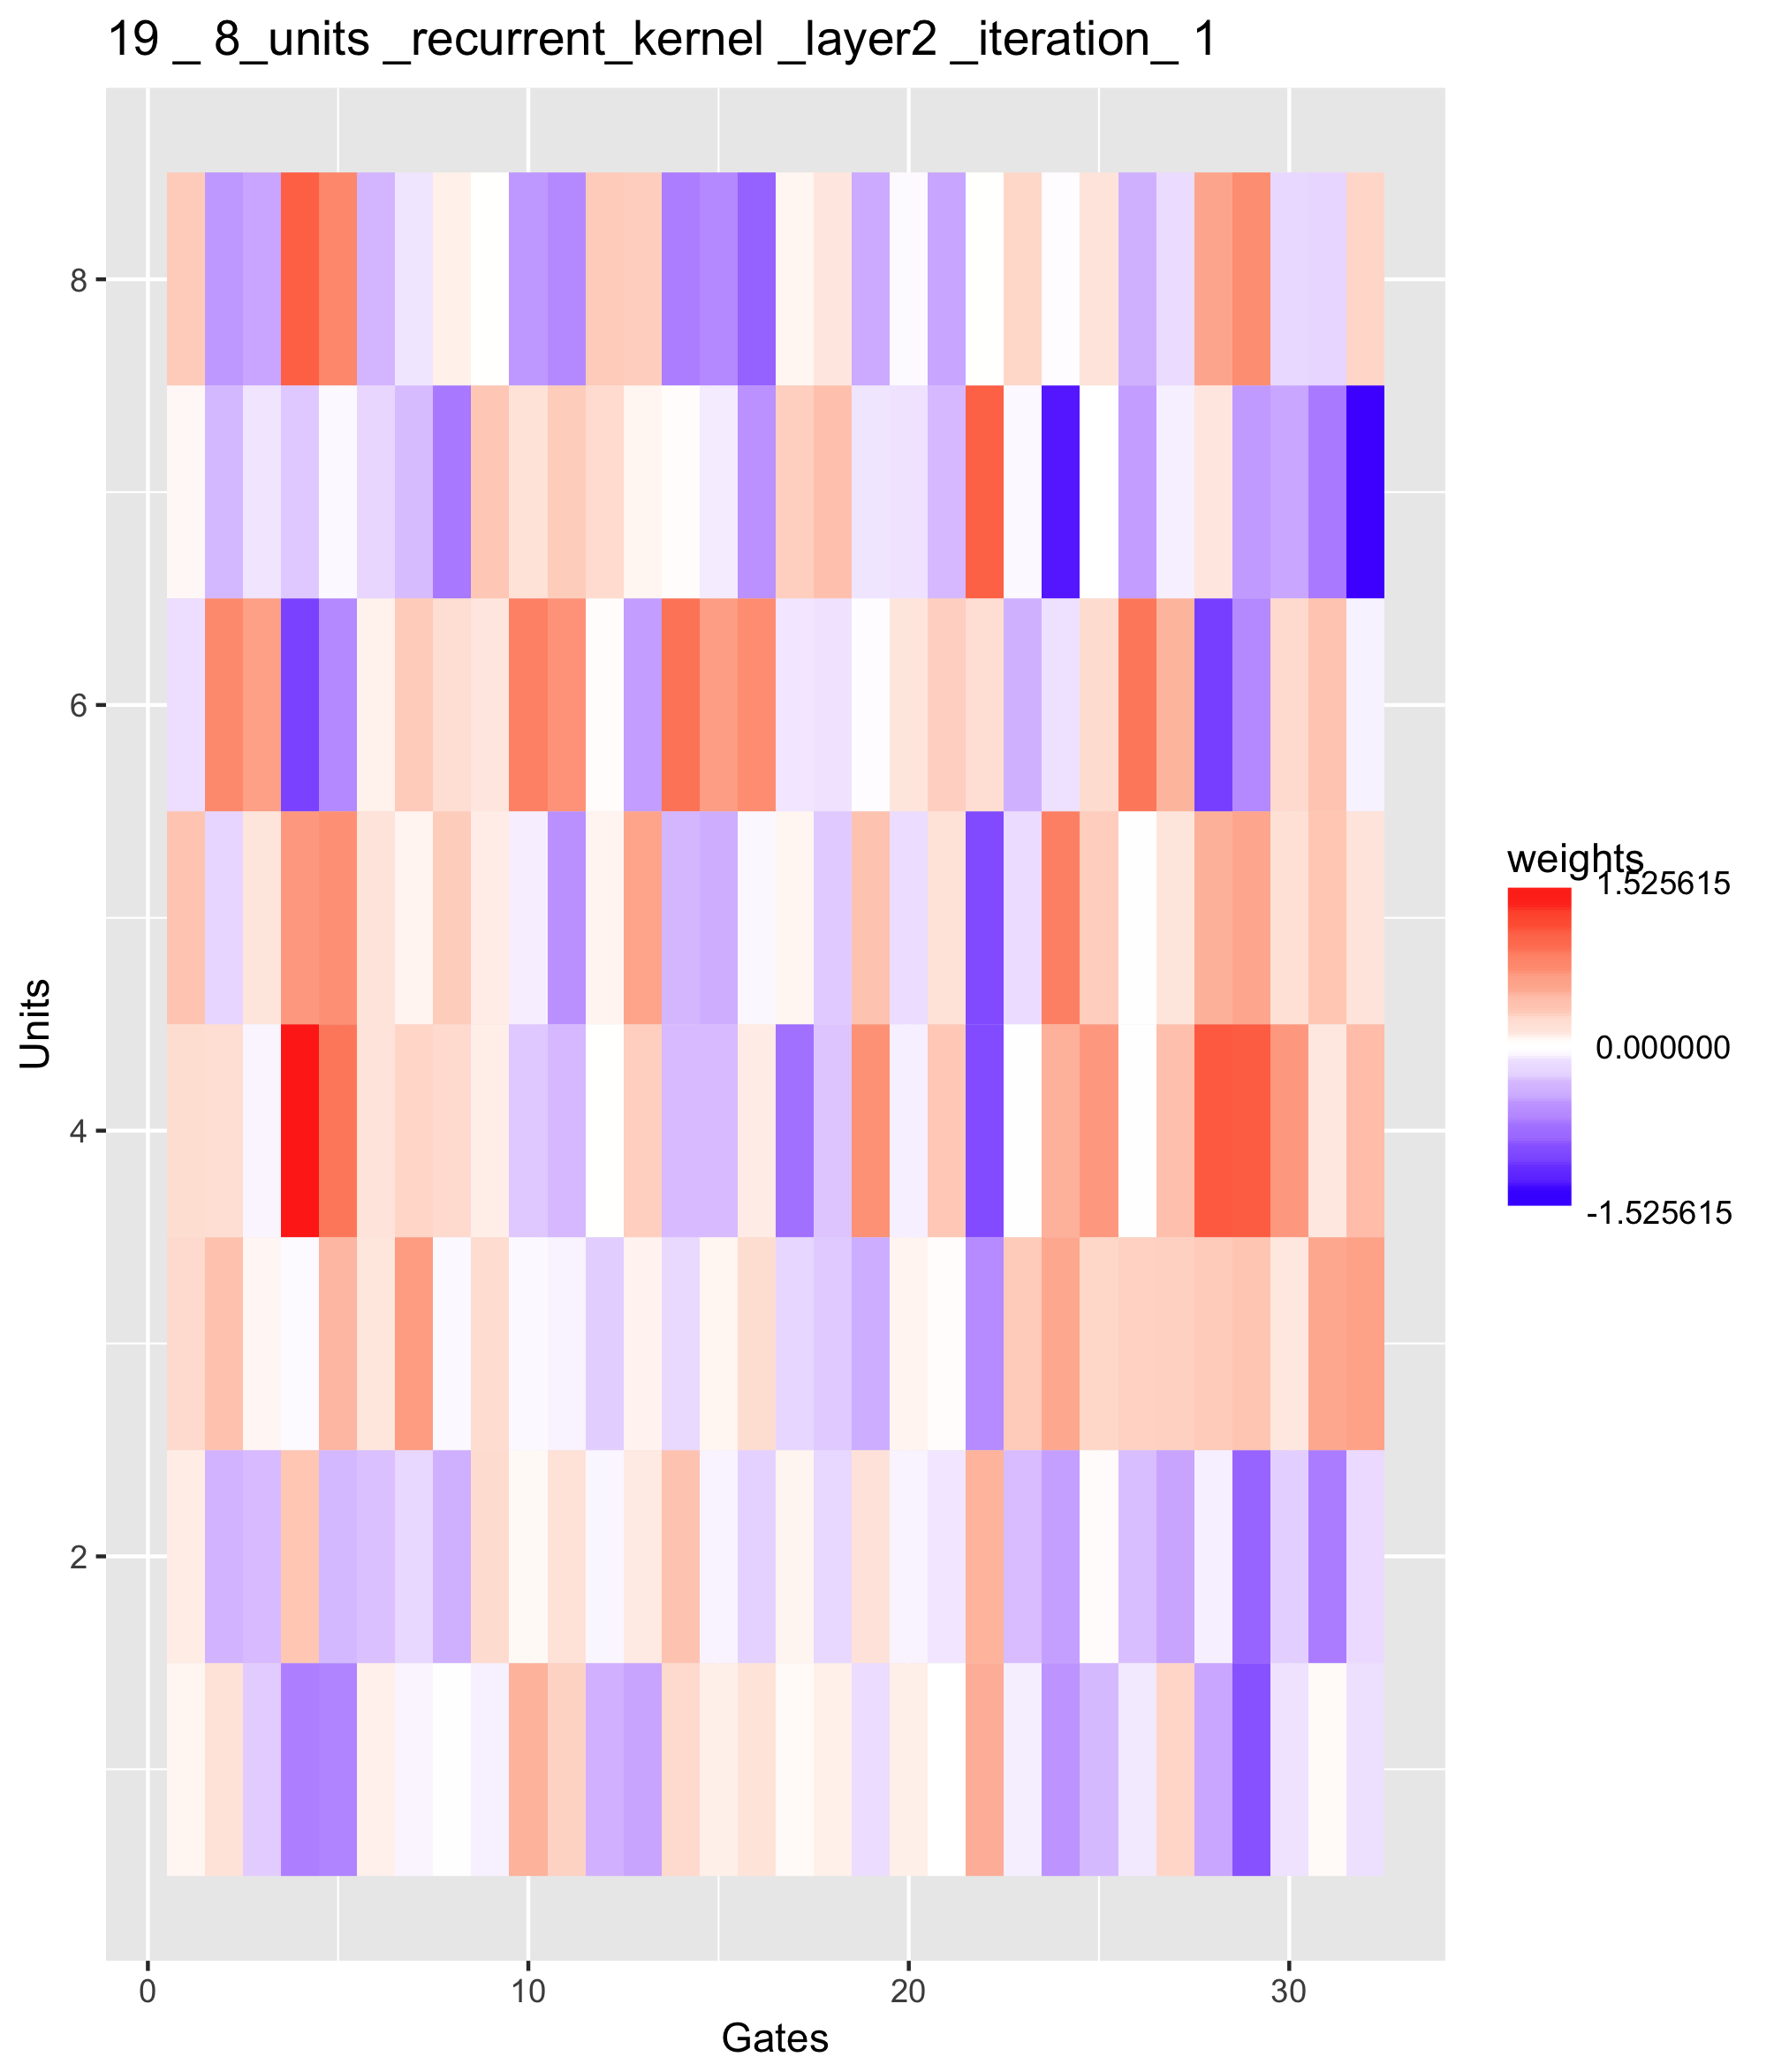 19 _ 8_units _recurrent_kernel _layer2 _iteration_ 1
8
6
4
2
Units
0 10 20 30
Gates
weights
1.525615
0.000000
-1.525615